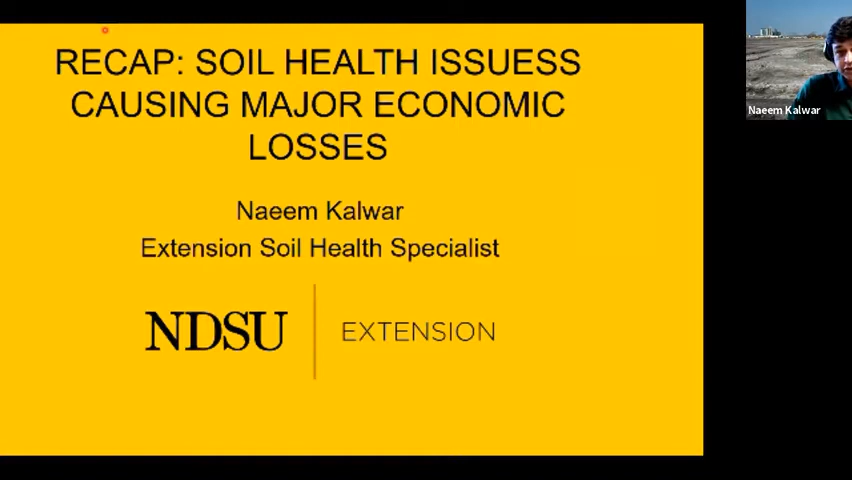 RECAP: SOIL HEALTH ISSUESS
CAUSING MAJOR ECONOMIC
LOSSES
Naeem Kalwar
Extension Soil Health Specialist
NDSU EXTENSION
Naeem Kalwar